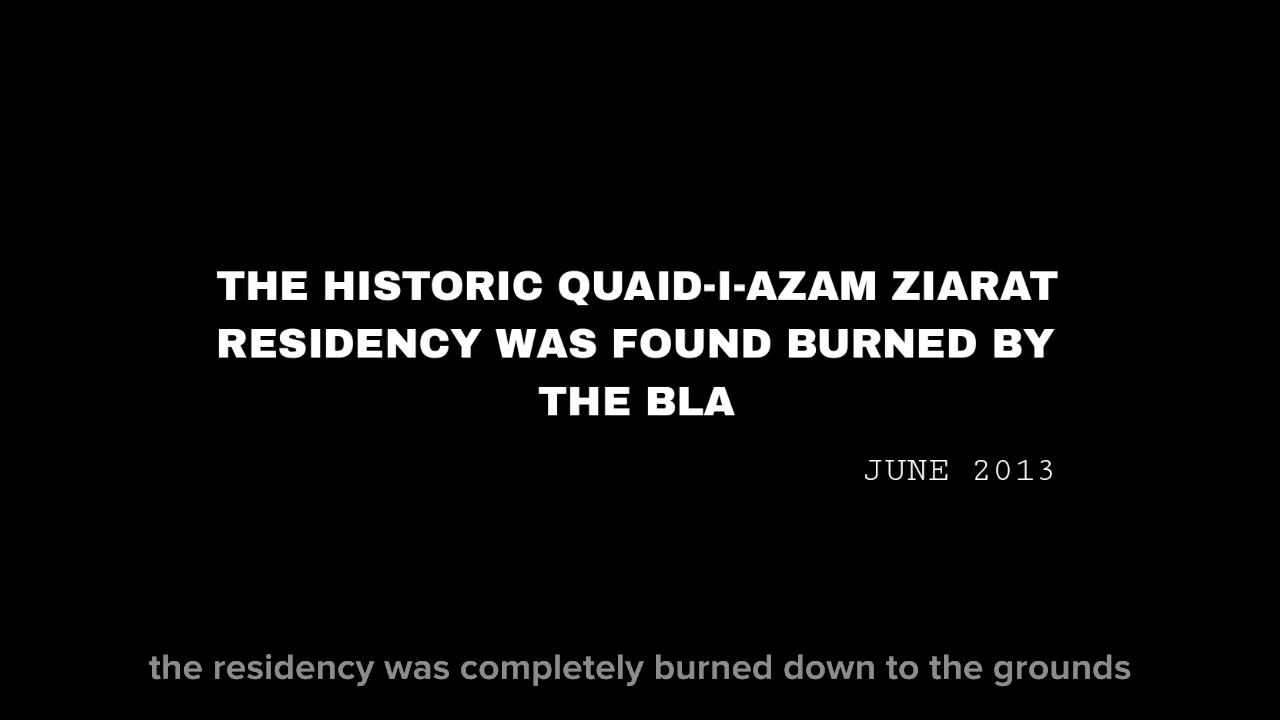 THE HISTORIC QUAID-I-AZAM ZIARAT
RESIDENCY WAS FOUND BURNED BY
THE BLA
JUNE 2013
the residency was completely burned down to the grounds